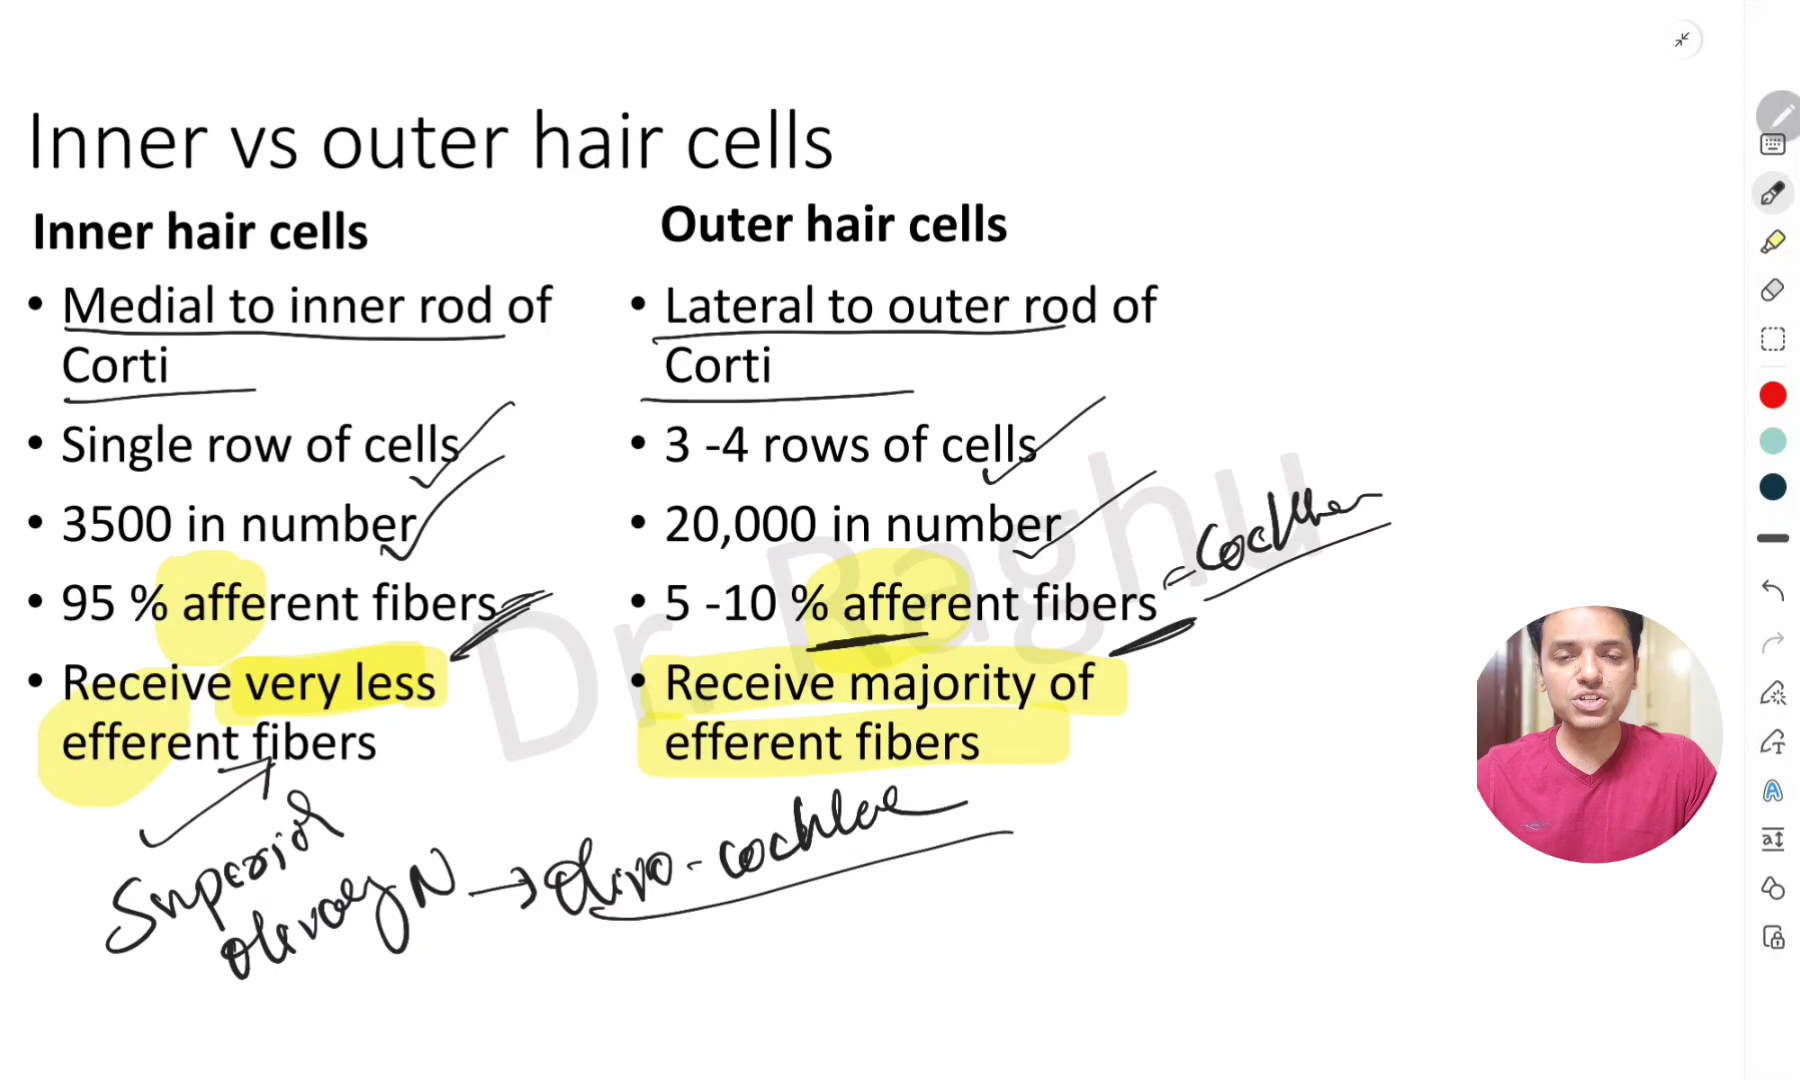 Inner vs outer hair cells
Inner hair cells
• Medial to inner rod of
Corti
• Single row of cells
• 3500 in number
• 95 % afferent fibers
• Receive very less
efferent fibers
Outer hair cells
• Lateral to outer rod of
Corti
• 3 -4 rows of cells
• 20,000 in number
• 5 -10 % afferent fibers
• Receive majority of
efferent fibers
Superior
olivary N → olivo-cochlear
Dr Raghu